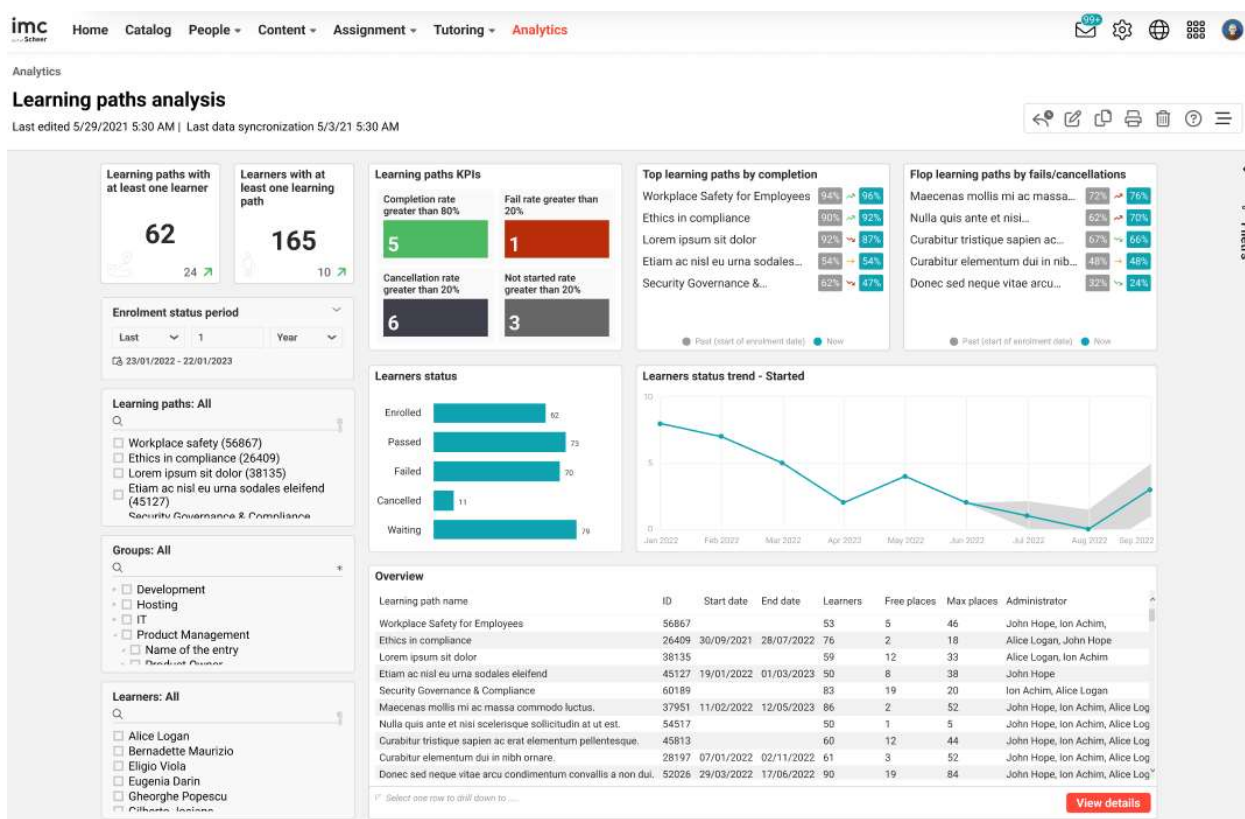 imc
Scheer
Home Catalog People Content Assignment Tutoring Analytics
99+
Analytics
Learning paths analysis
Last edited 5/29/2021 5:30 AM | Last data syncronization 5/3/21 5:30 AM
Learning paths with at least one learner
62
24
Learners with at least one learning path
165
10
Enrolment status period
Last 1 Year
23/01/2022 - 22/01/2023
Learning paths: All
Workplace safety (56867)
Ethics in compliance (26409)
Lorem ipsum sit dolor (38135)
Etiam ac nisl eu urna sodales eleifend
(45127)
Security Governance & Compliance
Groups: All
Development
Hosting
IT
Product Management
Name of the entry
Product Owner
Learners: All
Alice Logan
Bernadette Maurizio
Eligio Viola
Eugenia Darin
Gheorghe Popescu
Learning paths KPIs
Completion rate greater than 80%
5
Fail rate greater than 20%
1
Cancellation rate greater than 20%
6
Not started rate greater than 20%
3
Top learning paths by completion
Workplace Safety for Employees 94% 96%
Ethics in compliance 90% 92%
Lorem ipsum sit dolor 92% 87%
Etiam ac nisl eu urna sodales... 54% 54%
Security Governance &... 62% 47%
Past (start of enrolment date) Now
Flop learning paths by fails/cancellations
Maecenas mollis mi ac massa... 72% 76%
Nulla quis ante et nisi... 62% 70%
Curabitur tristique sapien ac... 67% 66%
Curabitur elementum dui in nib... 48% 48%
Donec sed neque vitae arcu... 32% 24%
Past (start of enrolment date) Now
Filters
Learners status
Enrolled 62
Passed 73
Failed 70
Cancelled 11
Waiting 79
Learners status trend - Started
10
5
0
Jan 2022 Feb 2022 Mar 2022 Apr 2022 May 2022 Jun 2022 Jul 2022 Aug 2022 Sep 2022
Overview
Learning path name ID Start date End date Learners Free places Max places Administrator
Workplace Safety for Employees 56867 53 5 46 John Hope, Ion Achim,
Ethics in compliance 26409 30/09/2021 28/07/2022 76 2 18 Alice Logan, John Hope
Lorem ipsum sit dolor 38135 59 12 33 Alice Logan, Ion Achim
Etiam ac nisl eu urna sodales eleifend 45127 19/01/2022 01/03/2023 50 8 38 John Hope
Security Governance & Compliance 60189 83 19 20 Ion Achim, Alice Logan
Maecenas mollis mi ac massa commodo luctus. 37951 11/02/2022 12/05/2023 86 2 52 John Hope, Ion Achim, Alice Log
Nulla quis ante et nisi scelerisque sollicitudin at ut est. 54517 50 1 5 John Hope, Ion Achim, Alice Log
Curabitur tristique sapien ac erat elementum pellentesque. 45813 60 12 44 John Hope, Ion Achim, Alice Log
Curabitur elementum dui in nibh ornare. 28197 07/01/2022 02/11/2022 61 3 52 John Hope, Ion Achim, Alice Log
Donec sed neque vitae arcu condimentum convallis a non dui. 52026 29/03/2022 17/06/2022 90 19 84 John Hope, Ion Achim, Alice Log
Select one row to drill down to ....
View details